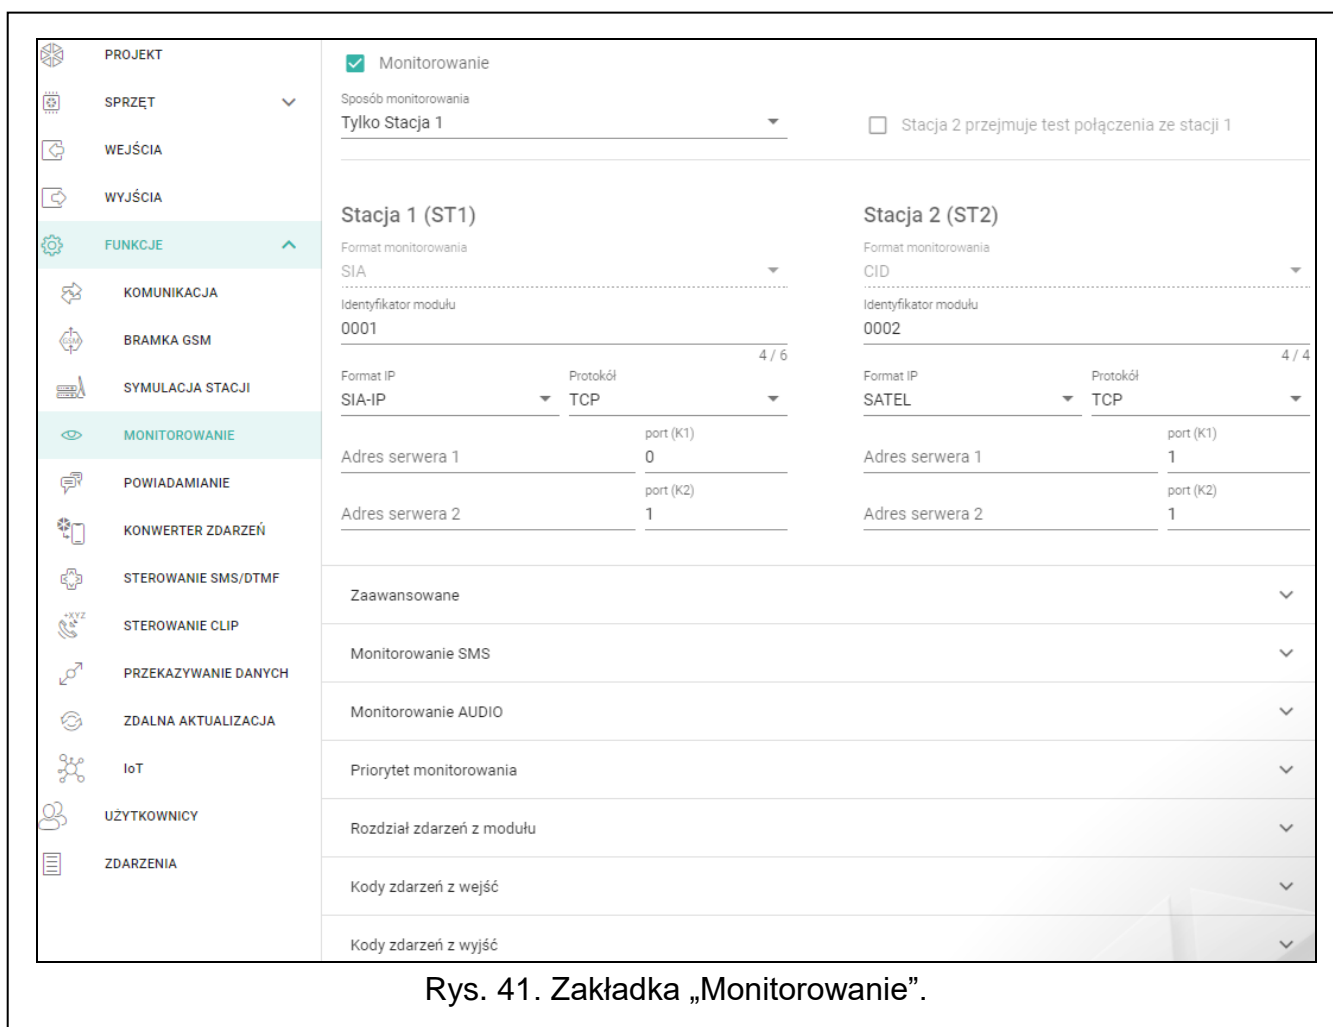 PROJEKT
SPRZĘT
WEJŚCIA
WYJŚCIA
FUNKCJE
KOMUNIKACJA
GSM
BRAMKA GSM
SYMULACJA STACJI
MONITOROWANIE
POWIADAMIANIE
KONWERTER ZDARZEŃ
STEROWANIE SMS/DTMF
+XYZ
STEROWANIE CLIP
PRZEKAZYWANIE DANYCH
ZDALNA AKTUALIZACJA
IoT
UŻYTKOWNICY
ZDARZENIA
Monitorowanie
Sposób monitorowania
Tylko Stacja 1
Stacja 2 przejmuje test połączenia ze stacji 1
Stacja 1 (ST1)
Format monitorowania
SIA
Identyfikator modułu
0001
4 / 6
Format IP
Protokół
SIA-IP
TCP
port (K1)
Adres serwera 1
0
port (K2)
Adres serwera 2
1
Stacja 2 (ST2)
Format monitorowania
CID
Identyfikator modułu
0002
4 / 4
Format IP
Protokół
SATEL
TCP
port (K1)
Adres serwera 1
1
port (K2)
Adres serwera 2
1
Zaawansowane
Monitorowanie SMS
Monitorowanie AUDIO
Priorytet monitorowania
Rozdział zdarzeń z modułu
Kody zdarzeń z wejść
Kody zdarzeń z wyjść
Rys. 41. Zakładka „Monitorowanie”.